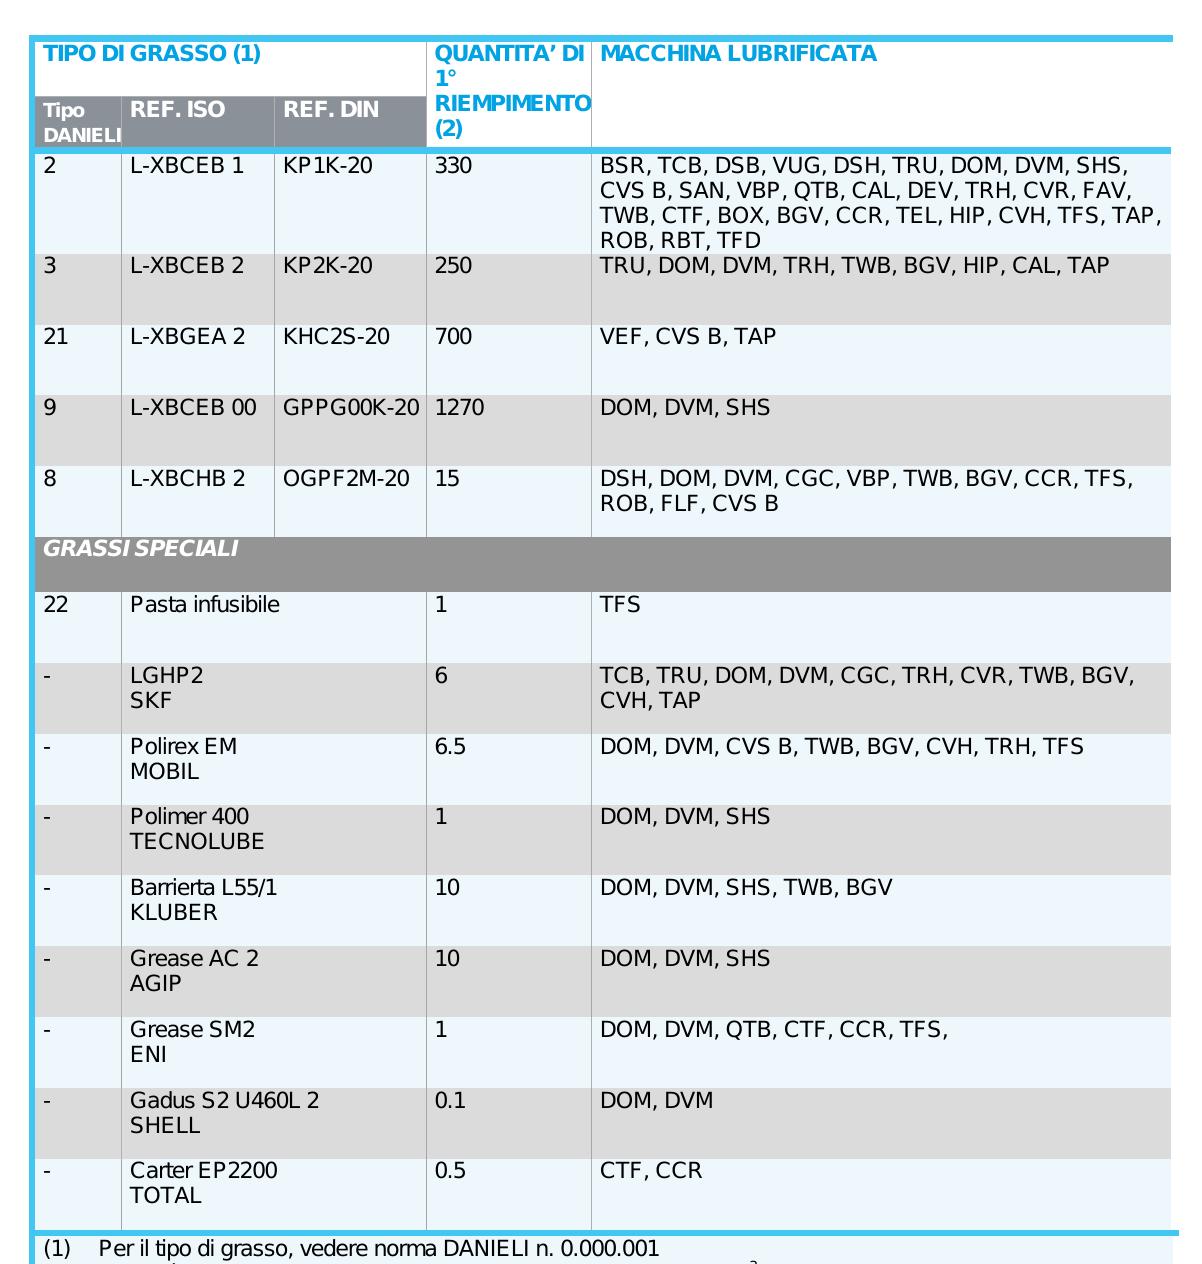 TIPO DI GRASSO (1)
QUANTITA’ DI
1°
RIEMPIMENTO
(2)
MACCHINA LUBRIFICATA
Tipo
DANIELI
REF. ISO
REF. DIN
2 L-XBCEB 1 KP1K-20 330 BSR, TCB, DSB, VUG, DSH, TRU, DOM, DVM, SHS,
CVS B, SAN, VBP, QTB, CAL, DEV, TRH, CVR, FAV,
TWB, CTF, BOX, BGV, CCR, TEL, HIP, CVH, TFS, TAP,
ROB, RBT, TFD
3 L-XBCEB 2 KP2K-20 250 TRU, DOM, DVM, TRH, TWB, BGV, HIP, CAL, TAP
21 L-XBGEA 2 KHC2S-20 700 VEF, CVS B, TAP
9 L-XBCEB 00 GPPG00K-20 1270 DOM, DVM, SHS
8 L-XBCHB 2 OGPF2M-20 15 DSH, DOM, DVM, CGC, VBP, TWB, BGV, CCR, TFS,
ROB, FLF, CVS B
GRASSI SPECIALI
22 Pasta infusibile 1 TFS
- LGHP2 6 TCB, TRU, DOM, DVM, CGC, TRH, CVR, TWB, BGV,
SKF CVH, TAP
- Polirex EM 6.5 DOM, DVM, CVS B, TWB, BGV, CVH, TRH, TFS
MOBIL
- Polimer 400 1 DOM, DVM, SHS
TECNOLUBE
- Barrierta L55/1 10 DOM, DVM, SHS, TWB, BGV
KLUBER
- Grease AC 2 10 DOM, DVM, SHS
AGIP
- Grease SM2 1 DOM, DVM, QTB, CTF, CCR, TFS,
ENI
- Gadus S2 U460L 2 0.1 DOM, DVM
SHELL
- Carter EP2200 0.5 CTF, CCR
TOTAL
(1) Per il tipo di grasso, vedere norma DANIELI n. 0.000.001